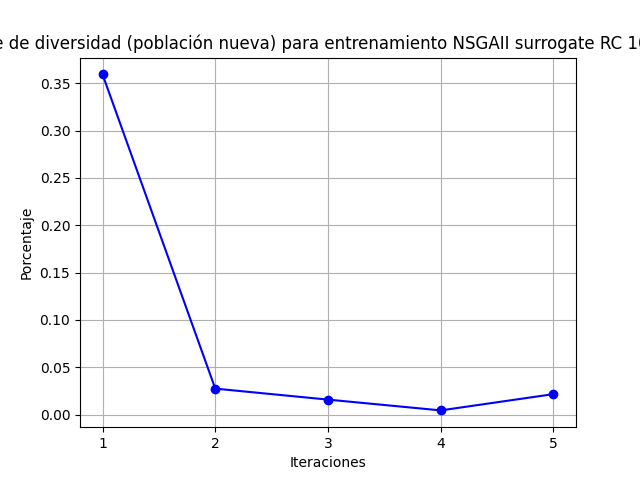 e de diversidad (población nueva) para entrenamiento NSGAII surrogate RC 10
0.35
0.30
0.25
0.20
0.15
0.10
0.05
0.00
Porcentaje
1 2 3 4 5
Iteraciones